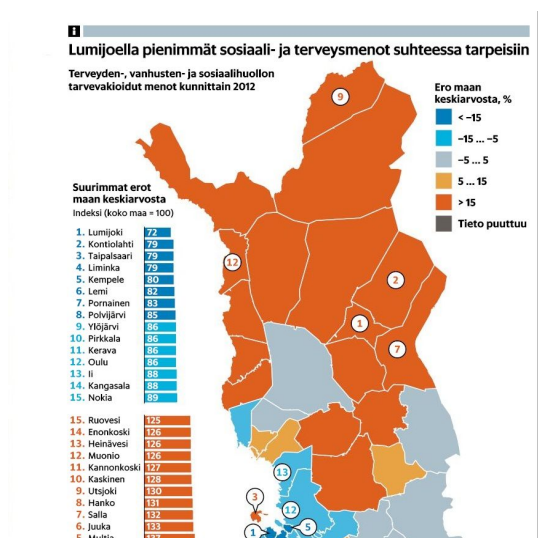 i
Lumijoella pienimmät sosiaali- ja terveysmenot suhteessa tarpeisiin
Terveyden-, vanhusten- ja sosiaalihuollon
tarvevakioidut menot kunnittain 2012
Ero maan
keskiarvosta, %
< –15
–15 ... –5
–5 ... 5
5 ... 15
> 15
Tieto puuttuu
Suurimmat erot
maan keskiarvosta
Indeksi (koko maa = 100)
1. Lumijoki 72
2. Kontiolahti 79
3. Taipalsaari 79
4. Liminka 79
5. Kempele 80
6. Lemi 82
7. Pornainen 83
8. Polvijärvi 85
9. Ylöjärvi 86
10. Pirkkala 86
11. Kerava 86
12. Oulu 86
13. Ii 88
14. Kangasala 88
15. Nokia 89
15. Ruovesi 125
14. Enonkoski 126
13. Heinävesi 126
12. Muonio 126
11. Kannonkoski 127
10. Kaskinen 128
9. Utsjoki 130
8. Hanko 131
7. Salla 132
6. Juuka 133
5. Multia 137
9
12
2
1
7
13
3
12
1
5